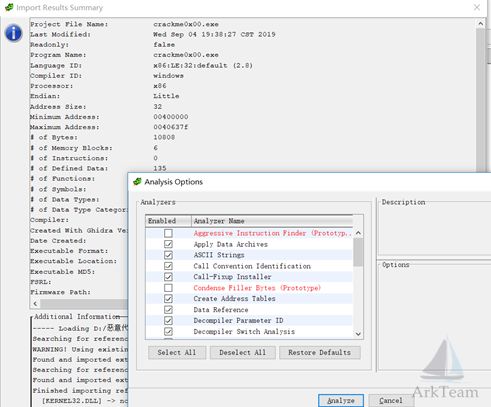 Import Results Summary
Project File Name: crackme0x00.exe
Last Modified: Wed Sep 04 19:38:27 CST 2019
Readonly: false
Program Name: crackme0x00.exe
Language ID: x86:LE:32:default (2.8)
Compiler ID: windows
Processor: x86
Endian: Little
Address Size: 32
Minimum Address: 00400000
Maximum Address: 0040637f
# of Bytes: 10808
# of Memory Blocks: 6
# of Instructions: 0
# of Defined Data: 135
# of Functions:
# of Symbols:
# of Data Types:
# of Data Type Categor
Compiler:
Created With Ghidra Ve
Date Created:
Executable Format:
Executable Location:
Executable MD5:
FSRL:
Firmware Path:
Additional Information
----- Loading D:/恶意代
Searching for referenc
WARNING! Using existin
Found and imported ext
Searching for referenc
Found and imported ext
Finished importing ref
[KERNEL32.DLL] -> no
Analysis Options
Analyzers
Enabled Analyzer Name
Aggressive Instruction Finder (Prototyp...
Apply Data Archives
ASCII Strings
Call Convention Identification
Call-Fixup Installer
Condense Filler Bytes (Prototype)
Create Address Tables
Data Reference
Decompiler Parameter ID
Decompiler Switch Analysis
Select All Deselect All Restore Defaults
Description
Options
Analyze Cancel
ArkTeam